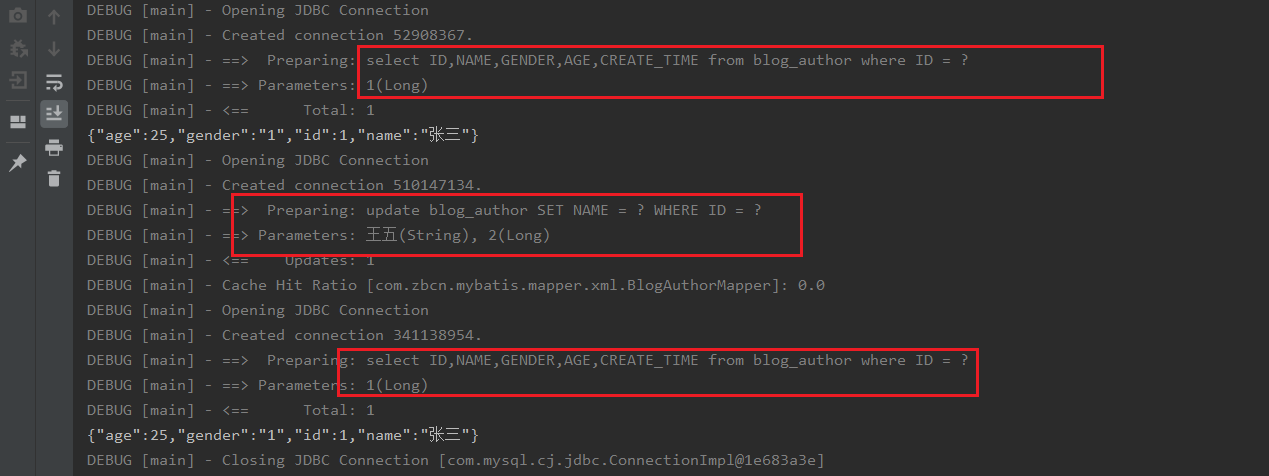 DEBUG [main] - Opening JDBC Connection
DEBUG [main] - Created connection 52908367.
DEBUG [main] - ==>  Preparing: select ID,NAME,GENDER,AGE,CREATE_TIME from blog_author where ID = ?
DEBUG [main] - ==> Parameters: 1(Long)
DEBUG [main] - <==      Total: 1
{"age":25,"gender":"1","id":1,"name":"张三"}
DEBUG [main] - Opening JDBC Connection
DEBUG [main] - Created connection 510147134.
DEBUG [main] - ==>  Preparing: update blog_author SET NAME = ? WHERE ID = ?
DEBUG [main] - ==> Parameters: 王五(String), 2(Long)
DEBUG [main] - <==    Updates: 1
DEBUG [main] - Cache Hit Ratio [com.zbcn.mybatis.mapper.xml.BlogAuthorMapper]: 0.0
DEBUG [main] - Opening JDBC Connection
DEBUG [main] - Created connection 341138954.
DEBUG [main] - ==>  Preparing: select ID,NAME,GENDER,AGE,CREATE_TIME from blog_author where ID = ?
DEBUG [main] - ==> Parameters: 1(Long)
DEBUG [main] - <==      Total: 1
{"age":25,"gender":"1","id":1,"name":"张三"}
DEBUG [main] - Closing JDBC Connection [com.mysql.cj.jdbc.ConnectionImpl@1e683a3e]